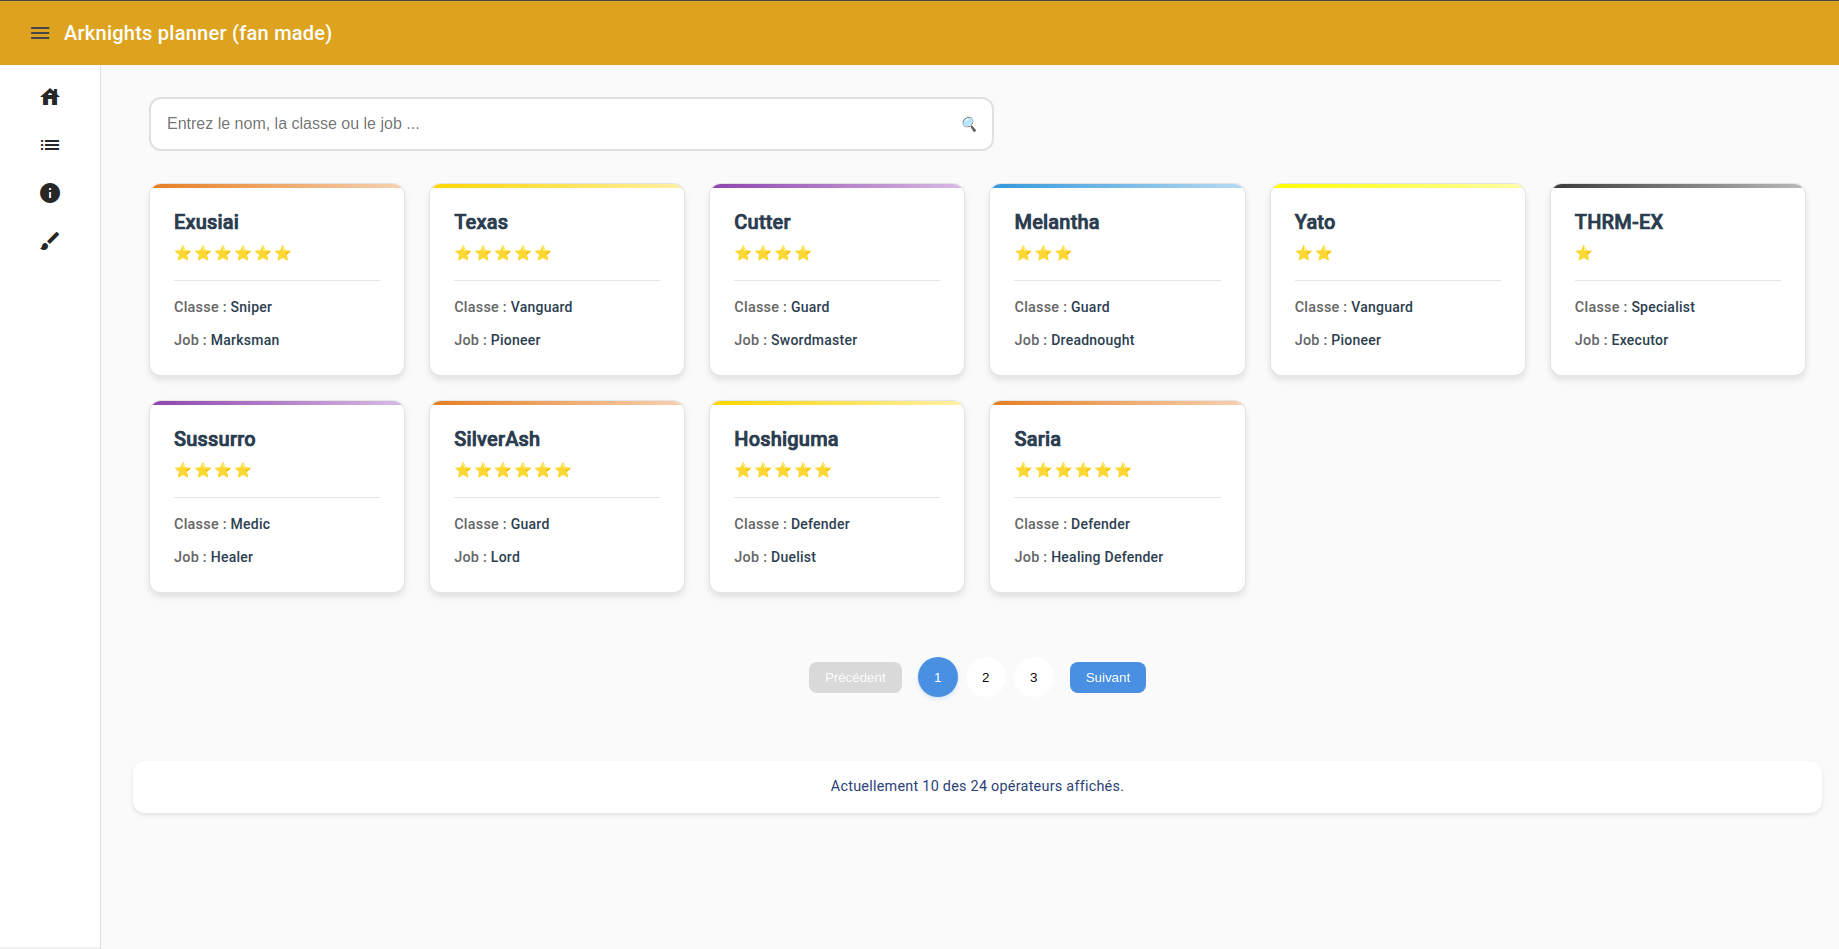 Arknights planner (fan made)
Entrez le nom, la classe ou le job ...
Exusiai
Classe : Sniper
Job : Marksman
Texas
Classe : Vanguard
Job : Pioneer
Cutter
Classe : Guard
Job : Swordmaster
Melantha
Classe : Guard
Job : Dreadnought
Yato
Classe : Vanguard
Job : Pioneer
THRM-EX
Classe : Specialist
Job : Executor
Sussurro
Classe : Medic
Job : Healer
SilverAsh
Classe : Guard
Job : Lord
Hoshiguma
Classe : Defender
Job : Duelist
Saria
Classe : Defender
Job : Healing Defender
Précédent 1 2 3 Suivant
Actuellement 10 des 24 opérateurs affichés.